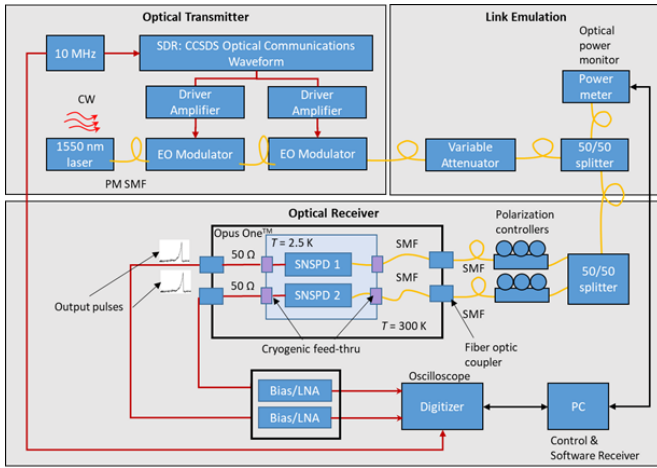 Optical Transmitter
10 MHz
SDR: CCSDS Optical Communications
Waveform
CW
Driver
Amplifier
Driver
Amplifier
1550 nm
laser
EO Modulator
EO Modulator
PM SMF
Link Emulation
Optical
power
monitor
Power
meter
Variable
Attenuator
50/50
splitter
Optical Receiver
Opus One™
T = 2.5 K
50 Ω
SNSPD 1
SMF
50 Ω
SNSPD 2
SMF
T = 300 K
Polarization
controllers
SMF
SMF
50/50
splitter
Output pulses
Cryogenic feed-thru
Fiber optic
coupler
Bias/LNA
Bias/LNA
Oscilloscope
Digitizer
PC
Control &
Software Receiver